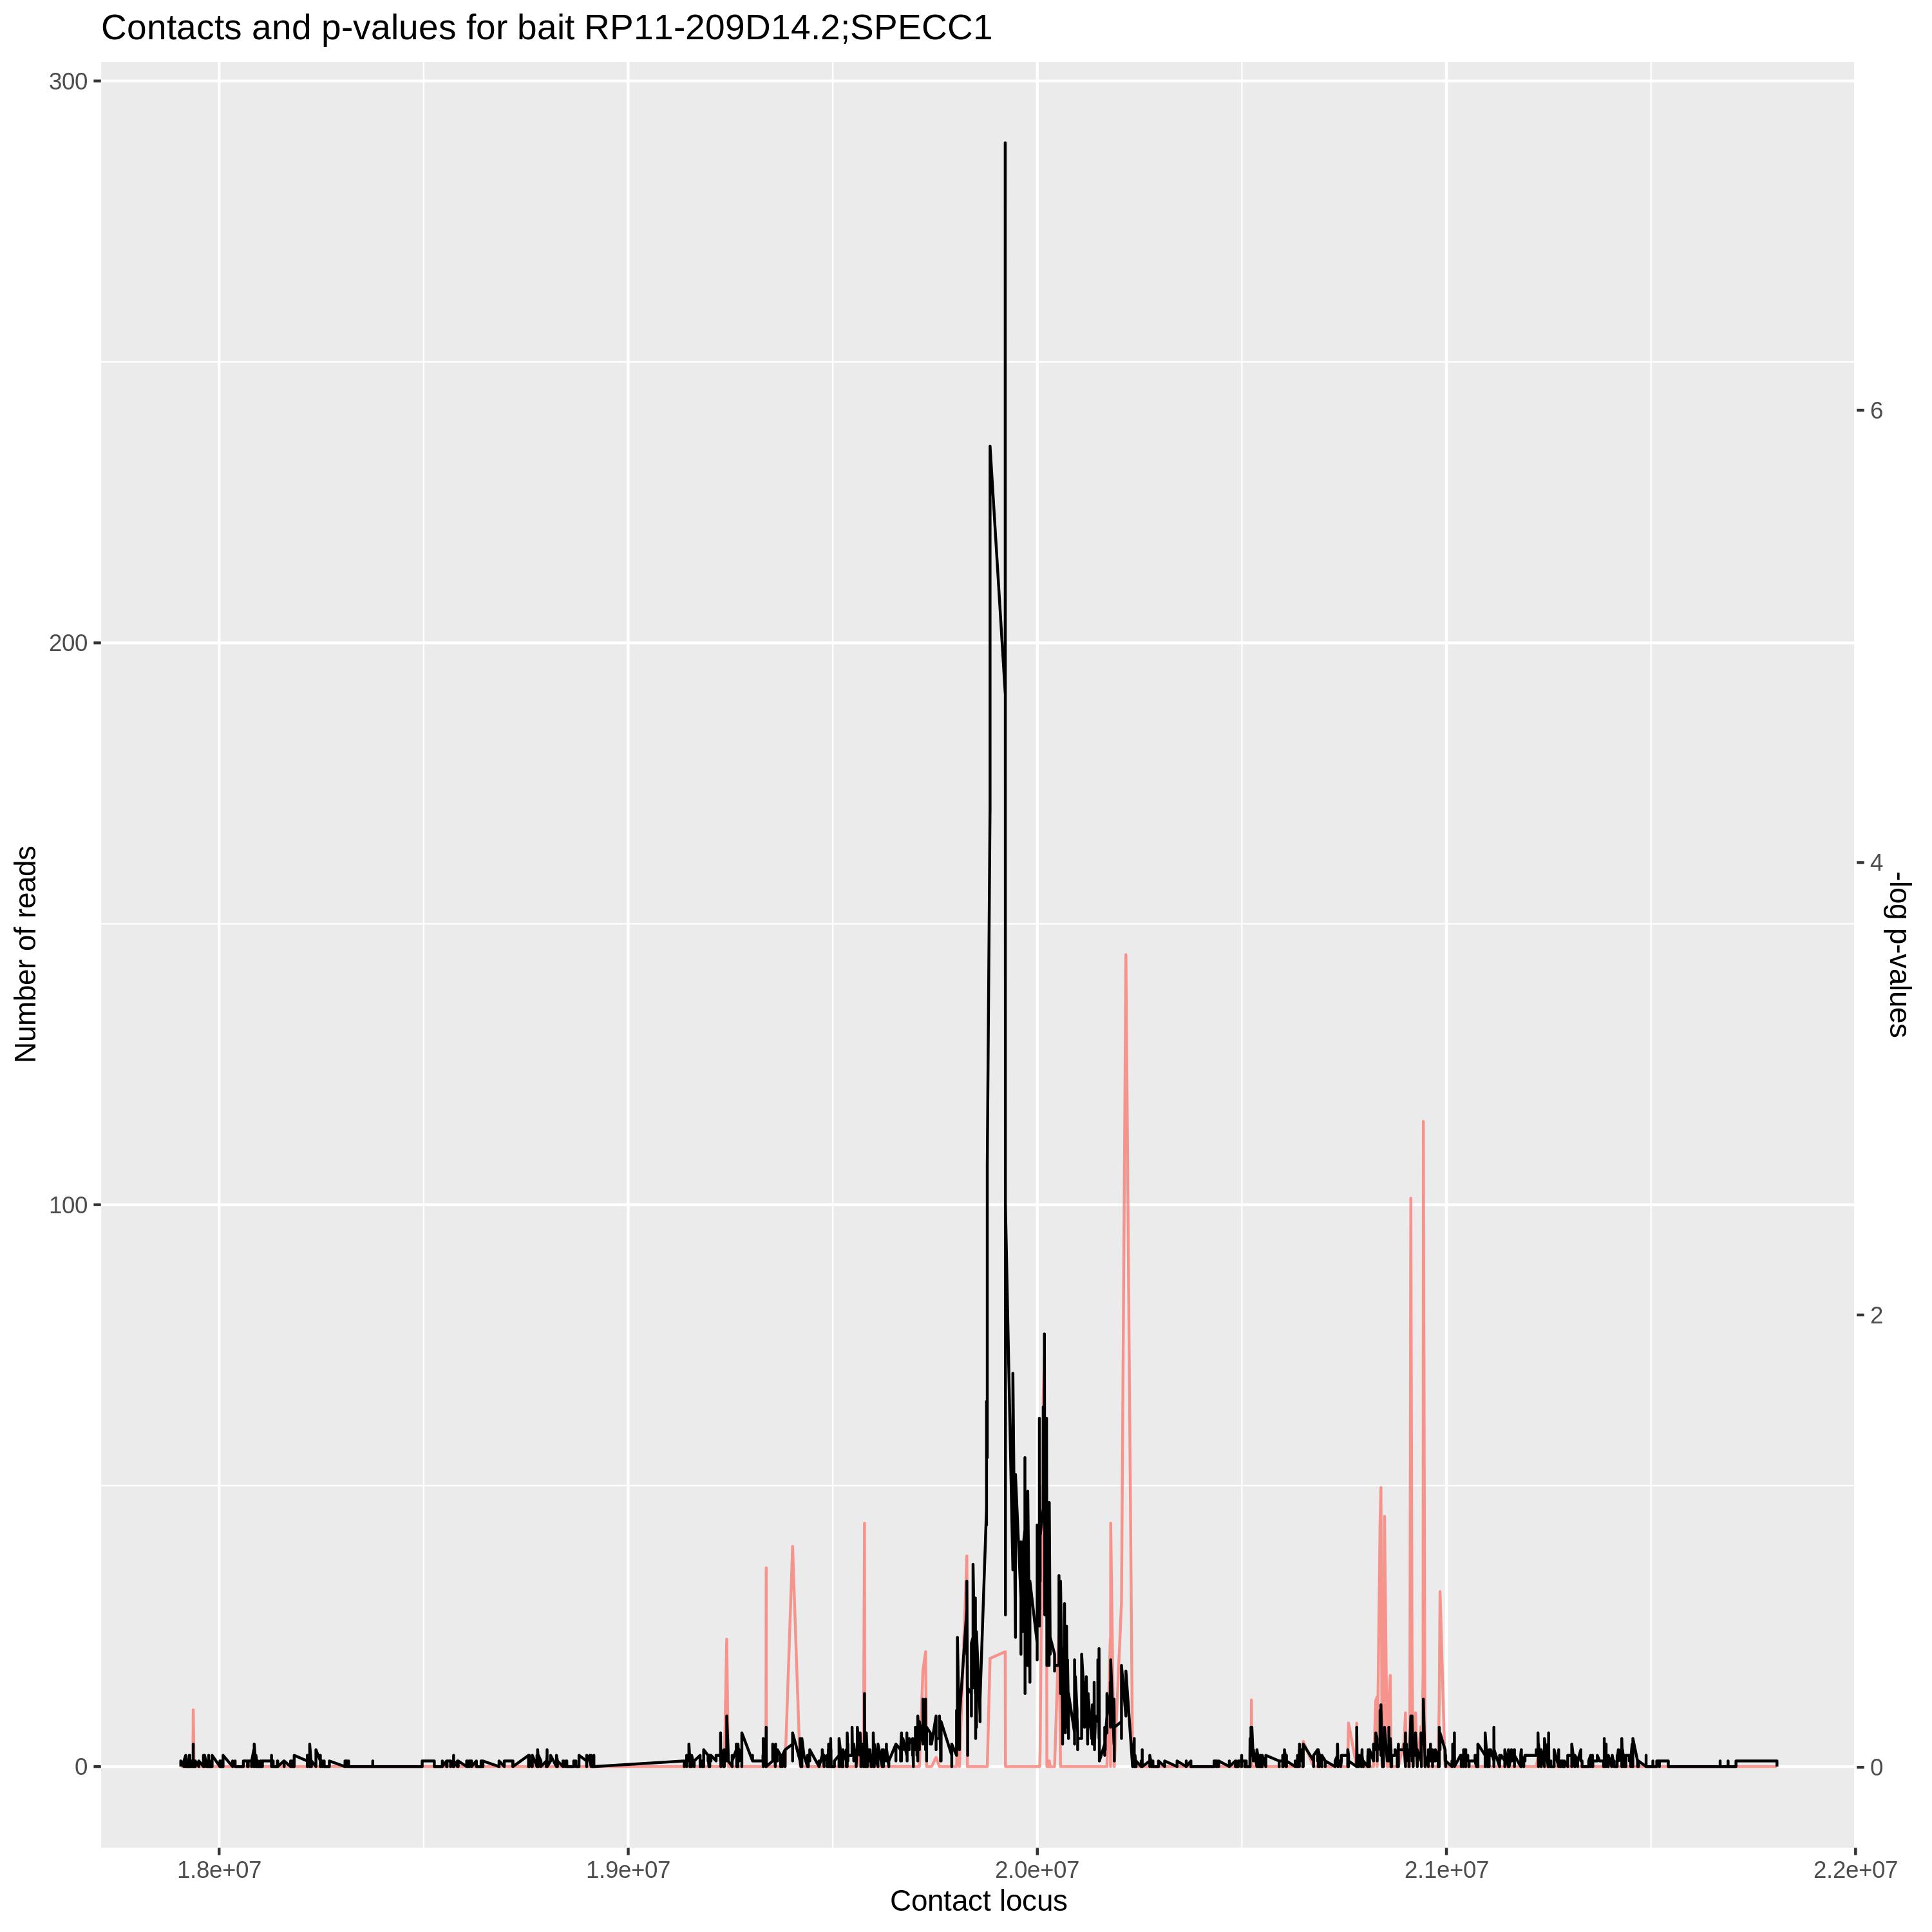 Contacts and p-values for bait RP11-209D14.2;SPECC1
300
200
100
0
Number of reads
6
4
2
0
-log p-values
1.8e+07 1.9e+07 2.0e+07 2.1e+07 2.2e+07
Contact locus